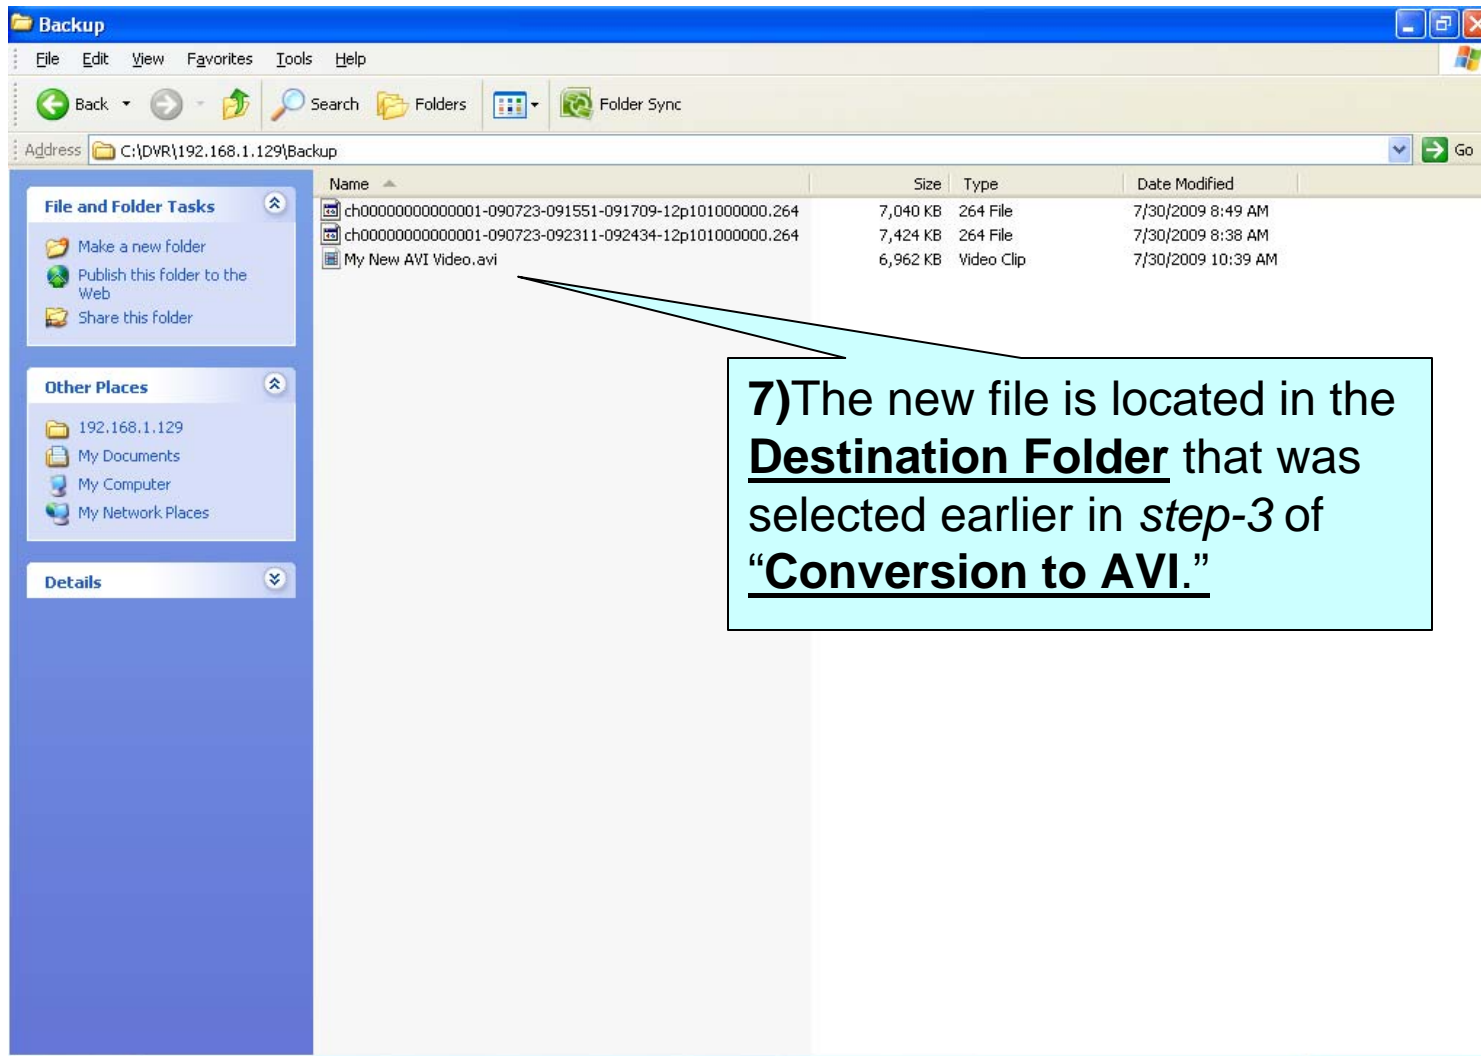 Backup
File Edit View Favorites Tools Help
Back Search Folders Folder Sync
Address C:\DVR\192.168.1.129\Backup Go
File and Folder Tasks
Make a new folder
Publish this folder to the
Web
Share this folder
Other Places
192.168.1.129
My Documents
My Computer
My Network Places
Details
Name Size Type Date Modified
ch00000000000001-090723-091551-091709-12p101000000.264 7,040 KB 264 File 7/30/2009 8:49 AM
ch00000000000001-090723-092311-092434-12p101000000.264 7,424 KB 264 File 7/30/2009 8:38 AM
My New AVI Video.avi 6,962 KB Video Clip 7/30/2009 10:39 AM
7)The new file is located in the
Destination Folder that was
selected earlier in step-3 of
“Conversion to AVI.”